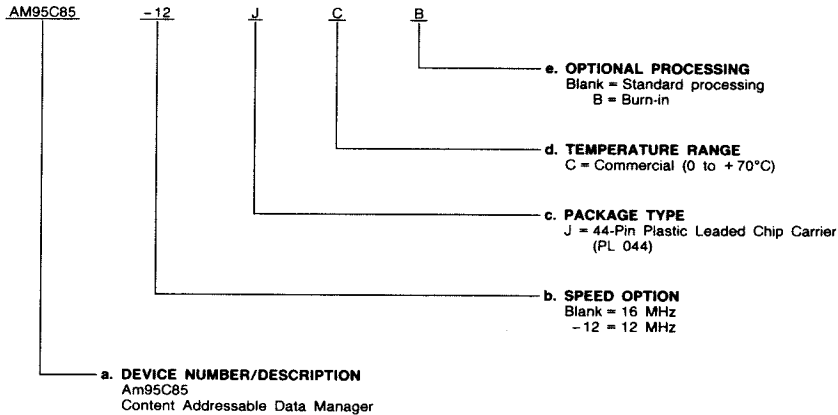 AM95C85 -12 J C B
e. OPTIONAL PROCESSING
Blank = Standard processing
B = Burn-in
d. TEMPERATURE RANGE
C = Commercial (0 to +70°C)
c. PACKAGE TYPE
J = 44-Pin Plastic Leaded Chip Carrier
(PL 044)
b. SPEED OPTION
Blank = 16 MHz
-12 = 12 MHz
a. DEVICE NUMBER/DESCRIPTION
Am95C85
Content Addressable Data Manager